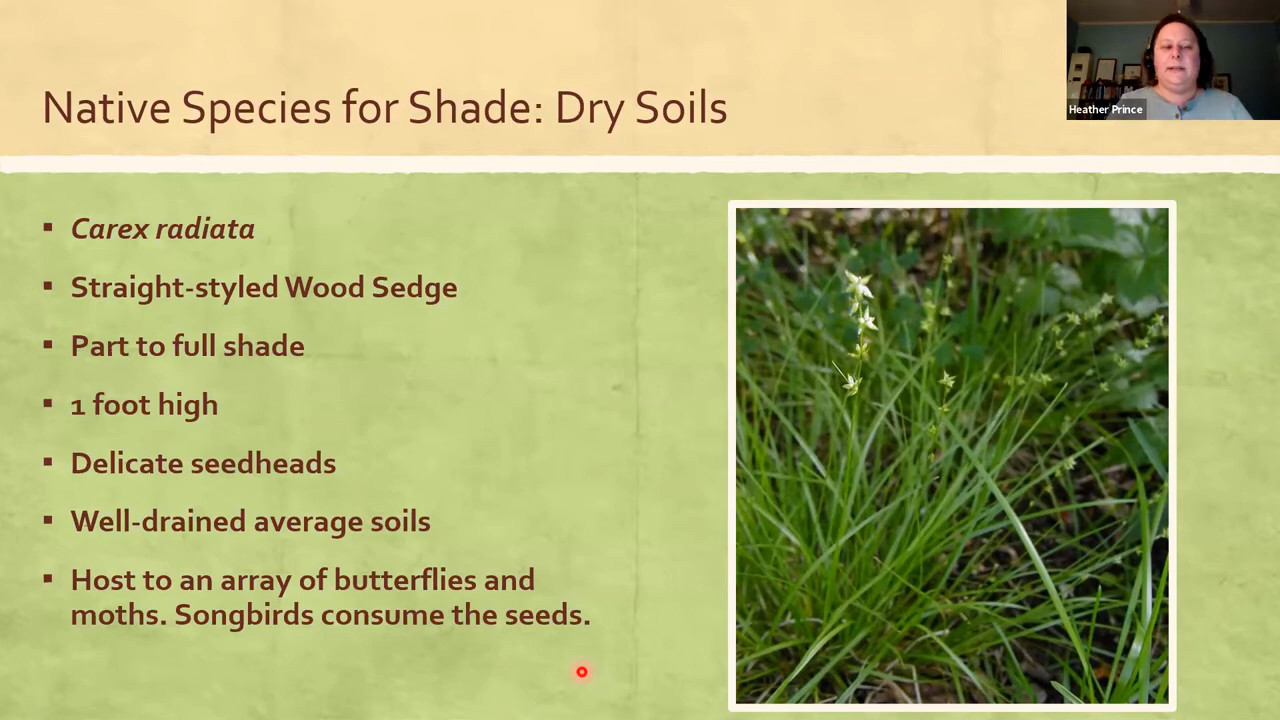 Native Species for Shade: Dry Soils
Heather Prince
Carex radiata
Straight-styled Wood Sedge
Part to full shade
1 foot high
Delicate seedheads
Well-drained average soils
Host to an array of butterflies and
moths. Songbirds consume the seeds.